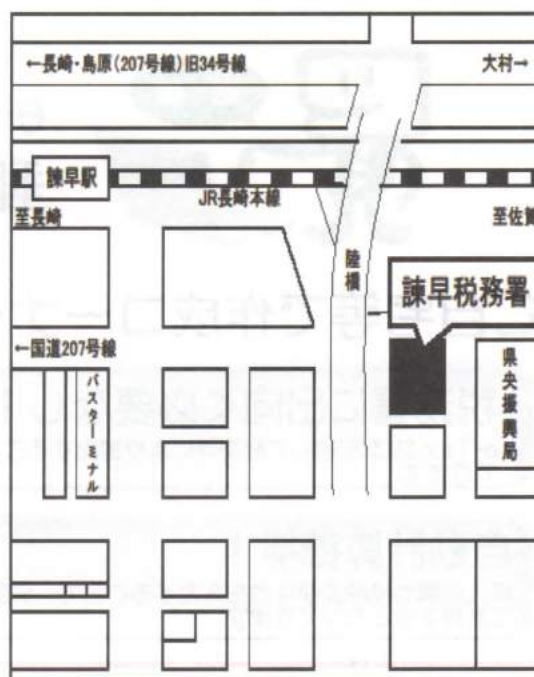 ←長崎・島原(207号線)旧34号線
大村→
諫早駅
JR長崎本線
至長崎
至佐賀
陸橋
諫早税務署
←国道207号線
バスターミナル
県央振興局